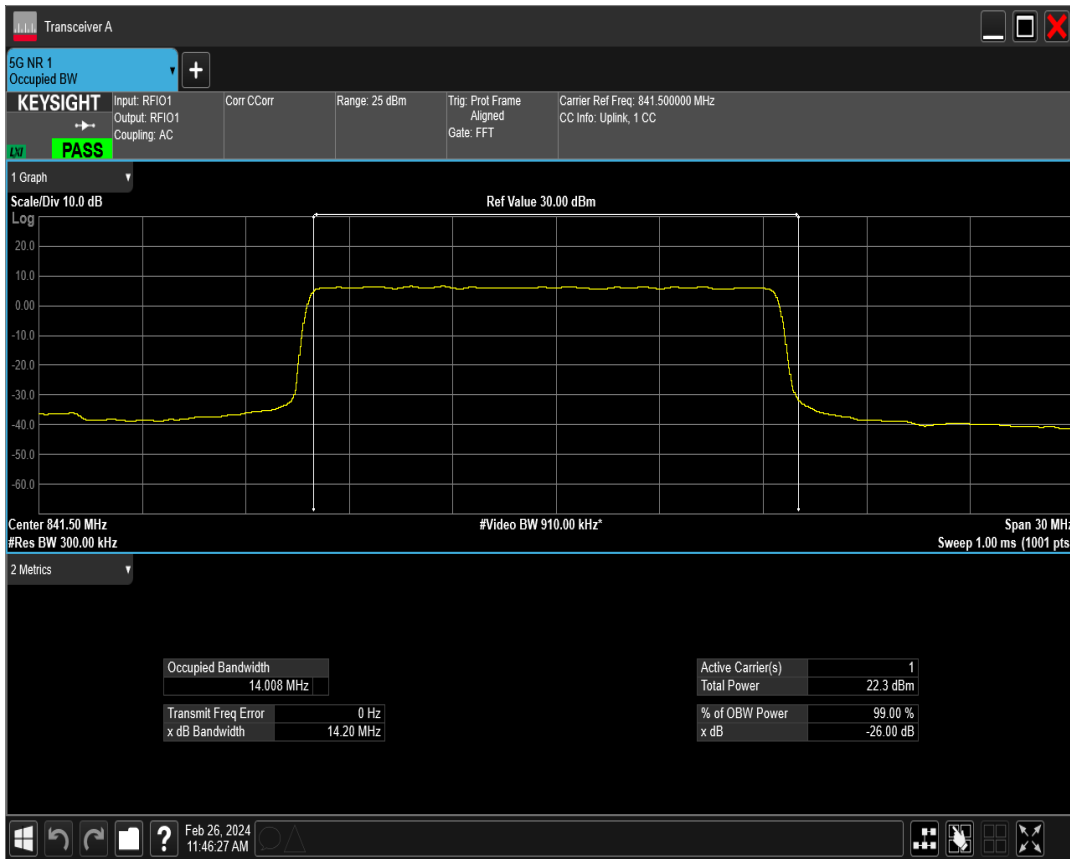 Transceiver A
5G NR 1
Occupied BW
KEYSIGHT
LXI
PASS
Input: RFIO1
Output: RFIO1
Coupling: AC
Corr CCorr
Range: 25 dBm
Trig: Prot Frame
Aligned
Gate: FFT
Carrier Ref Freq: 841.500000 MHz
CC Info: Uplink, 1 CC
1 Graph
Scale/Div 10.0 dB
Ref Value 30.00 dBm
Log
20.0
10.0
0.00
-10.0
-20.0
-30.0
-40.0
-50.0
-60.0
Center 841.50 MHz
#Video BW 910.00 kHz*
Span 30 MHz
#Res BW 300.00 kHz
Sweep 1.00 ms (1001 pts
2 Metrics
Occupied Bandwidth
14.008 MHz
Transmit Freq Error 0 Hz
x dB Bandwidth 14.20 MHz
Active Carrier(s) 1
Total Power 22.3 dBm
% of OBW Power 99.00 %
x dB -26.00 dB
?
Feb 26, 2024
11:46:27 AM